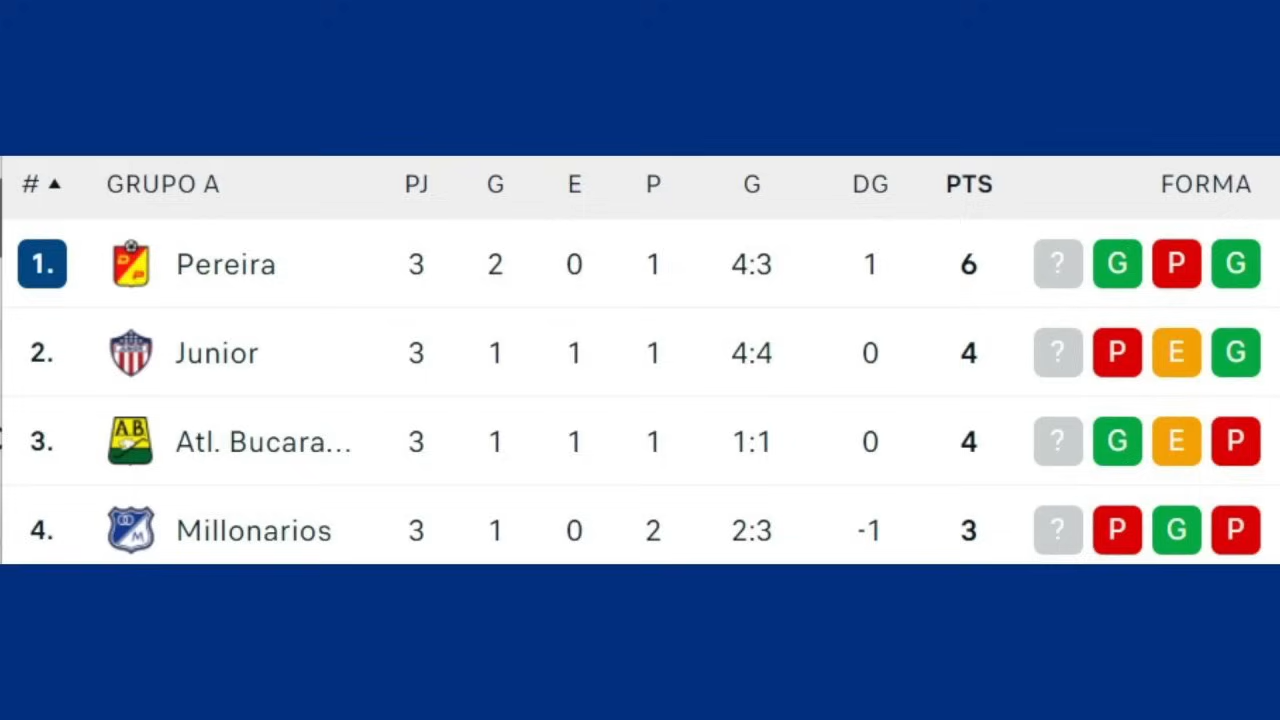 # ▲ GRUPO A PJ G E P G DG PTS FORMA
1. Pereira 3 2 0 1 4:3 1 6 ? G P G
2. Junior 3 1 1 1 4:4 0 4 ? P E G
3. Atl. Bucara... 3 1 1 1 1:1 0 4 ? G E P
4. Millonarios 3 1 0 2 2:3 -1 3 ? P G P